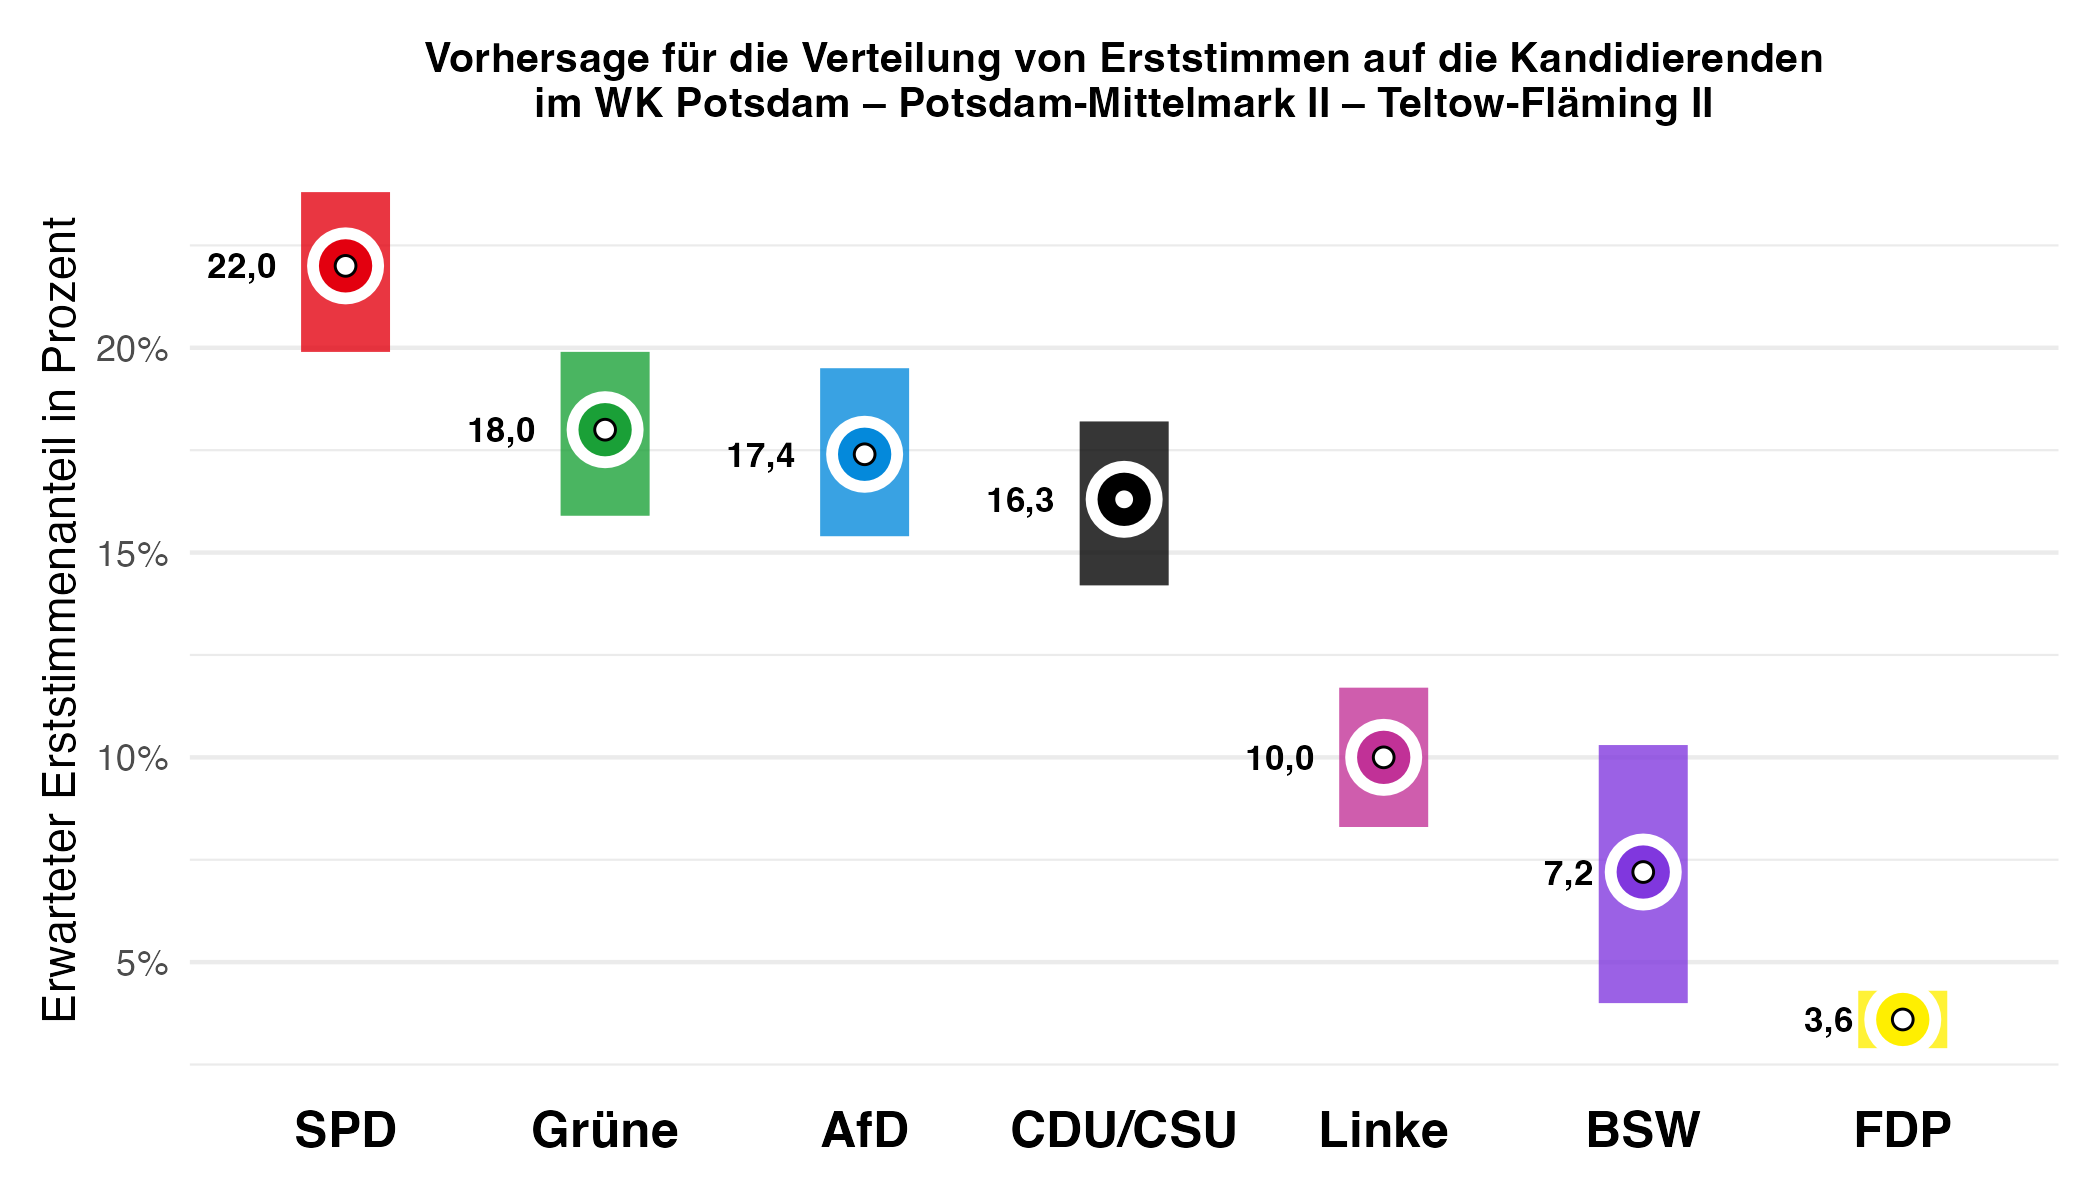 Vorhersage für die Verteilung von Erststimmen auf die Kandidierenden
im WK Potsdam – Potsdam-Mittelmark II – Teltow-Fläming II
Erwarteter Erststimmenanteil in Prozent
20%
15%
10%
5%
22,0
18,0
17,4
16,3
10,0
7,2
3,6
SPD
Grüne
AfD
CDU/CSU
Linke
BSW
FDP